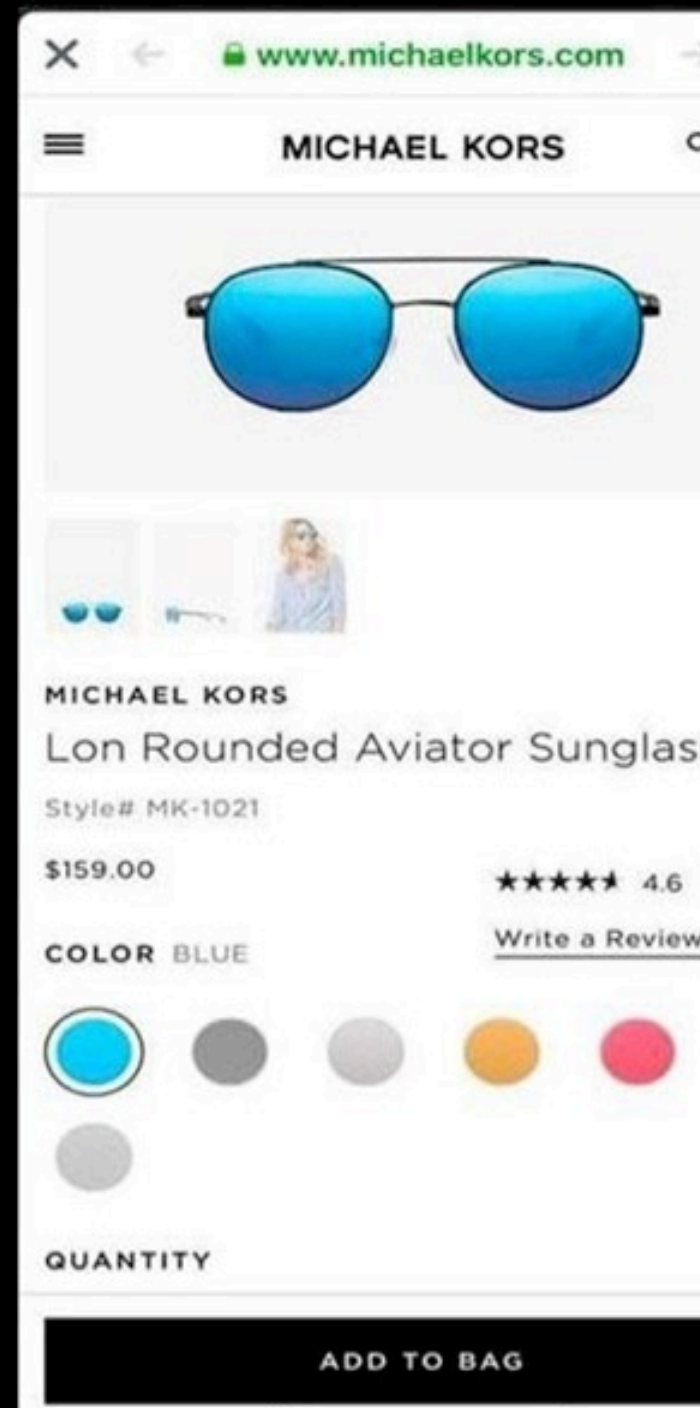 www.michaelkors.com
MICHAEL KORS
MICHAEL KORS
Lon Rounded Aviator Sunglas
Style# MK-1021
$159.00
4.6
Write a Review
COLOR BLUE
QUANTITY
ADD TO BAG